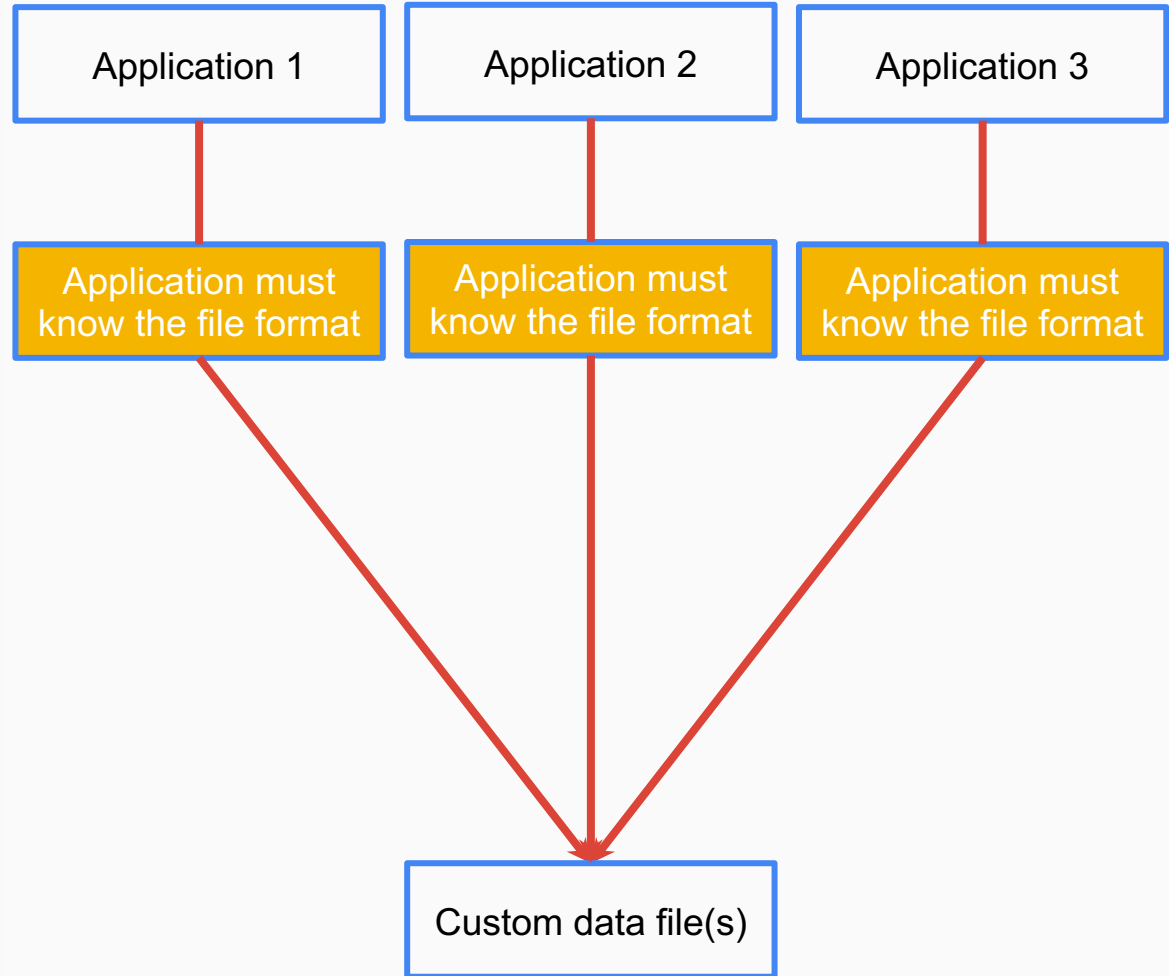 Application 1
Application 2
Application 3
Application must
know the file format
Application must
know the file format
Application must
know the file format
Custom data file(s)